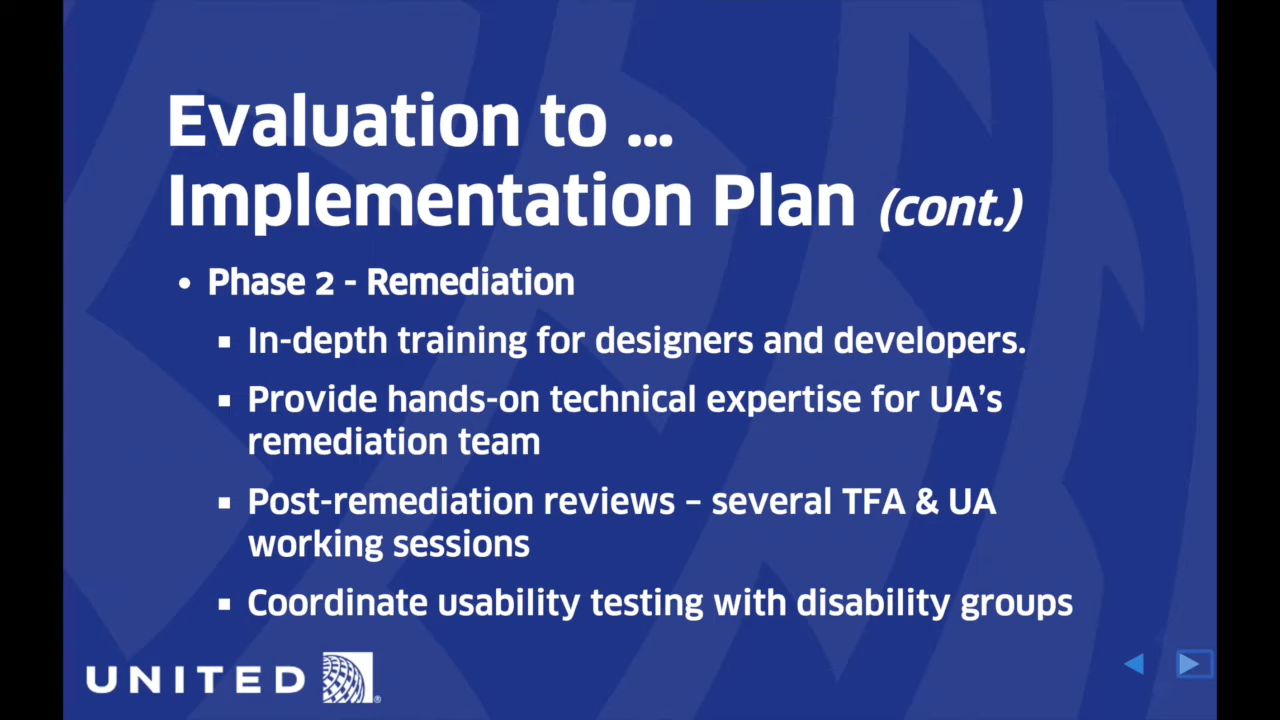 Evaluation to ...
Implementation Plan (cont.)
• Phase 2 - Remediation
▪ In-depth training for designers and developers.
▪ Provide hands-on technical expertise for UA’s
remediation team
▪ Post-remediation reviews – several TFA & UA
working sessions
▪ Coordinate usability testing with disability groups
UNITED ®